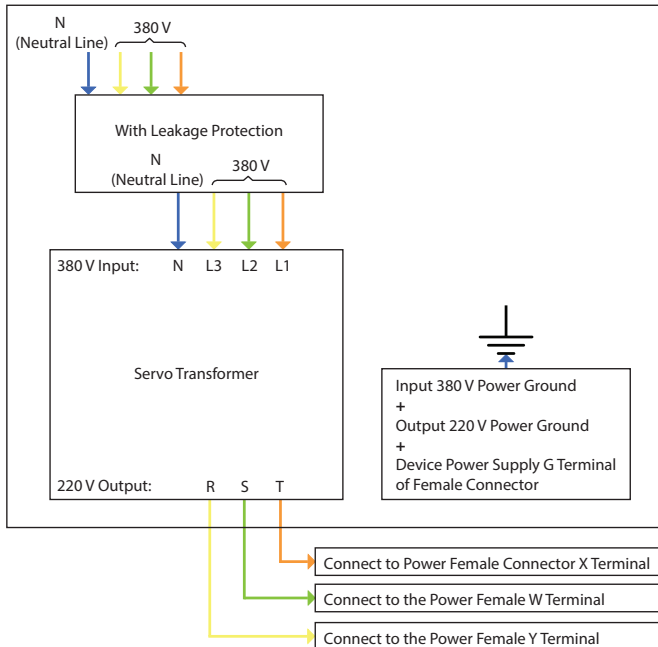 N
(Neutral Line)
380 V
With Leakage Protection
N
(Neutral Line)
380 V
380 V Input: N L3 L2 L1
Servo Transformer
220 V Output: R S T
Input 380 V Power Ground
+
Output 220 V Power Ground
+
Device Power Supply G Terminal
of Female Connector
Connect to Power Female Connector X Terminal
Connect to the Power Female W Terminal
Connect to the Power Female Y Terminal